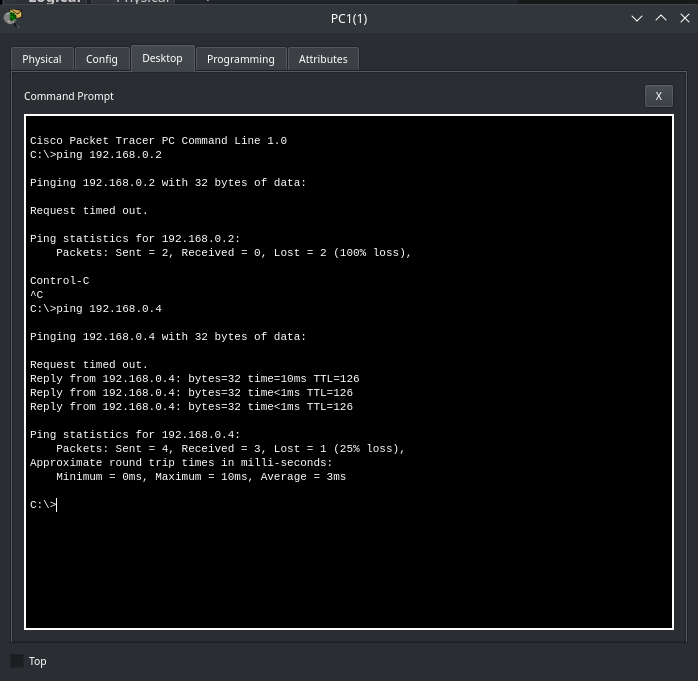 PC1(1)
Physical
Config
Desktop
Programming
Attributes
Command Prompt
X
Cisco Packet Tracer PC Command Line 1.0
C:\>ping 192.168.0.2
Pinging 192.168.0.2 with 32 bytes of data:
Request timed out.
Ping statistics for 192.168.0.2:
    Packets: Sent = 2, Received = 0, Lost = 2 (100% loss),
Control-C
^C
C:\>ping 192.168.0.4
Pinging 192.168.0.4 with 32 bytes of data:
Request timed out.
Reply from 192.168.0.4: bytes=32 time=10ms TTL=126
Reply from 192.168.0.4: bytes=32 time<1ms TTL=126
Reply from 192.168.0.4: bytes=32 time<1ms TTL=126
Ping statistics for 192.168.0.4:
    Packets: Sent = 4, Received = 3, Lost = 1 (25% loss),
Approximate round trip times in milli-seconds:
    Minimum = 0ms, Maximum = 10ms, Average = 3ms
C:\>
Top